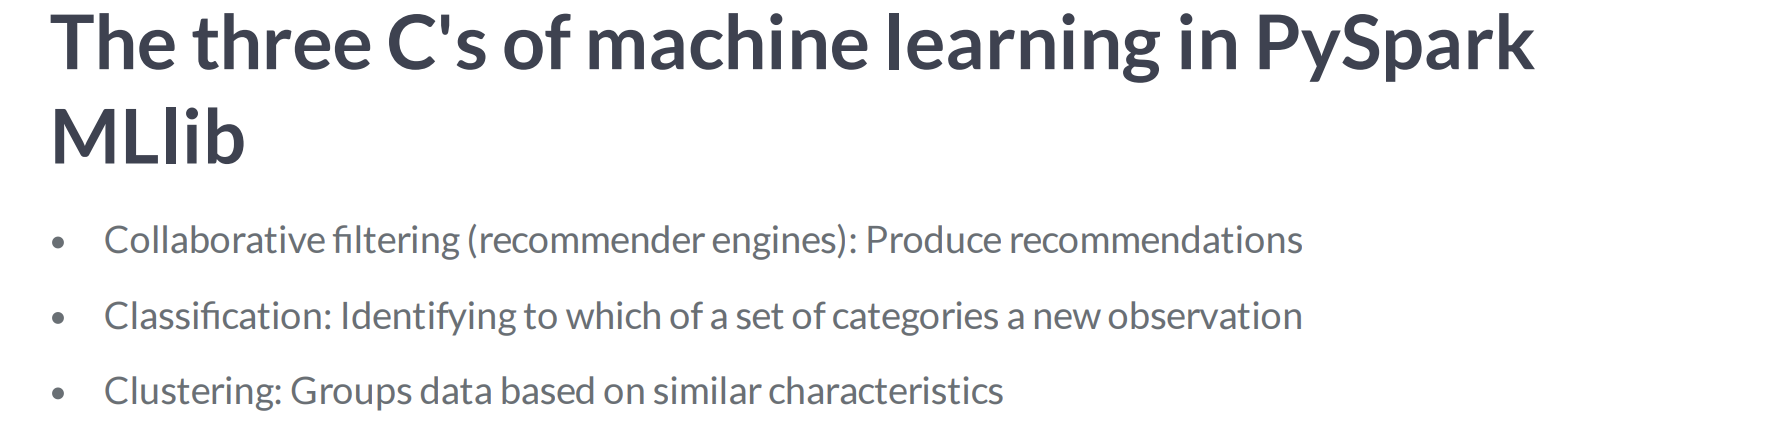 The three C's of machine learning in PySpark
MLlib
• Collaborative filtering (recommender engines): Produce recommendations
• Classification: Identifying to which of a set of categories a new observation
• Clustering: Groups data based on similar characteristics